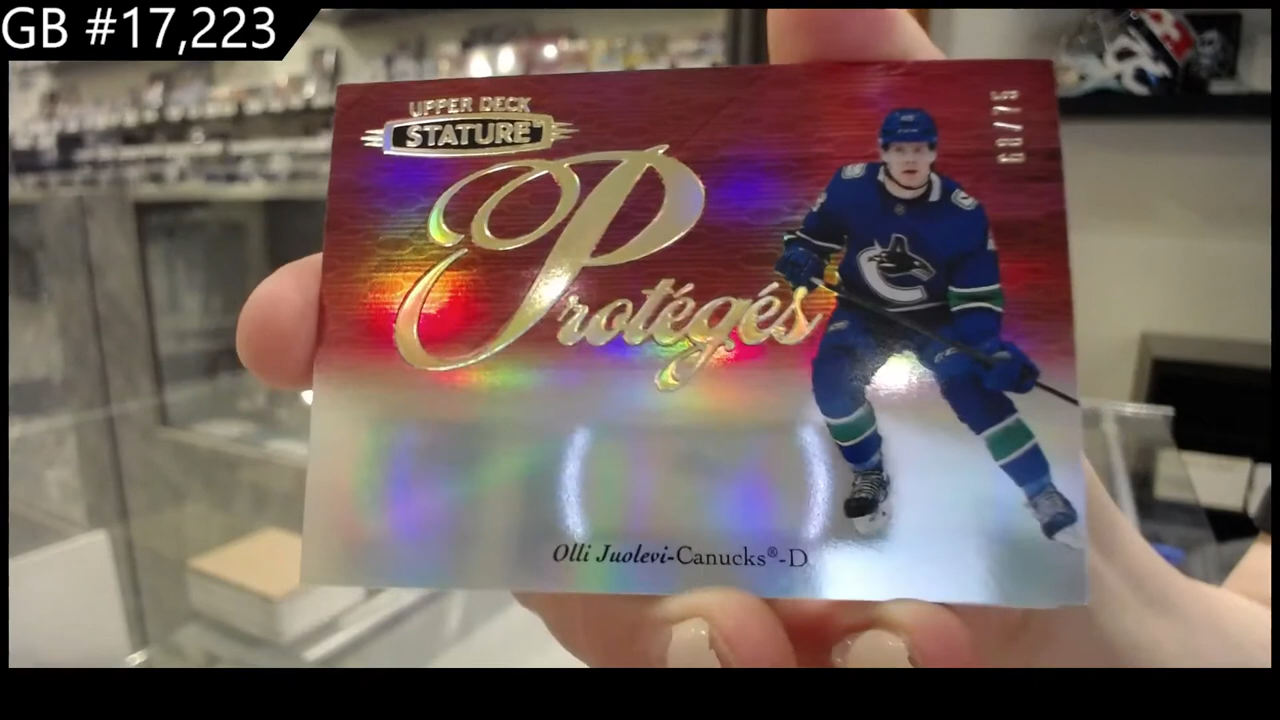 GB #17,223
UPPER DECK
STATURE
Protégés
Olli Juolevi-Canucks®-D